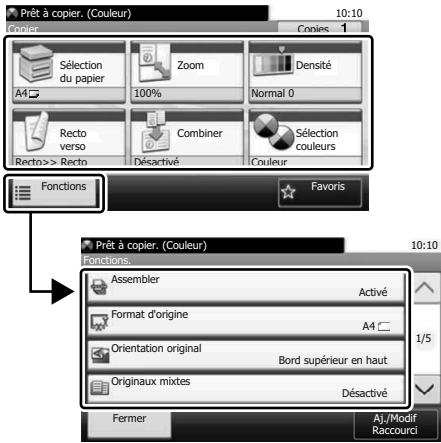 Prêt à copier. (Couleur) 10:10
Copier Copies 1
Sélection du papier
A4
Zoom
100%
Densité
Normal 0
Recto verso
Recto>> Recto
Combiner
Désactivé
Sélection couleurs
Couleur
Fonctions
Favoris
Prêt à copier. (Couleur) 10:10
Fonctions.
Assembler
Activé
Format d'origine
A4
Orientation original
Bord supérieur en haut
Originaux mixtes
Désactivé
1/5
Fermer
Aj./Modif
Raccourci